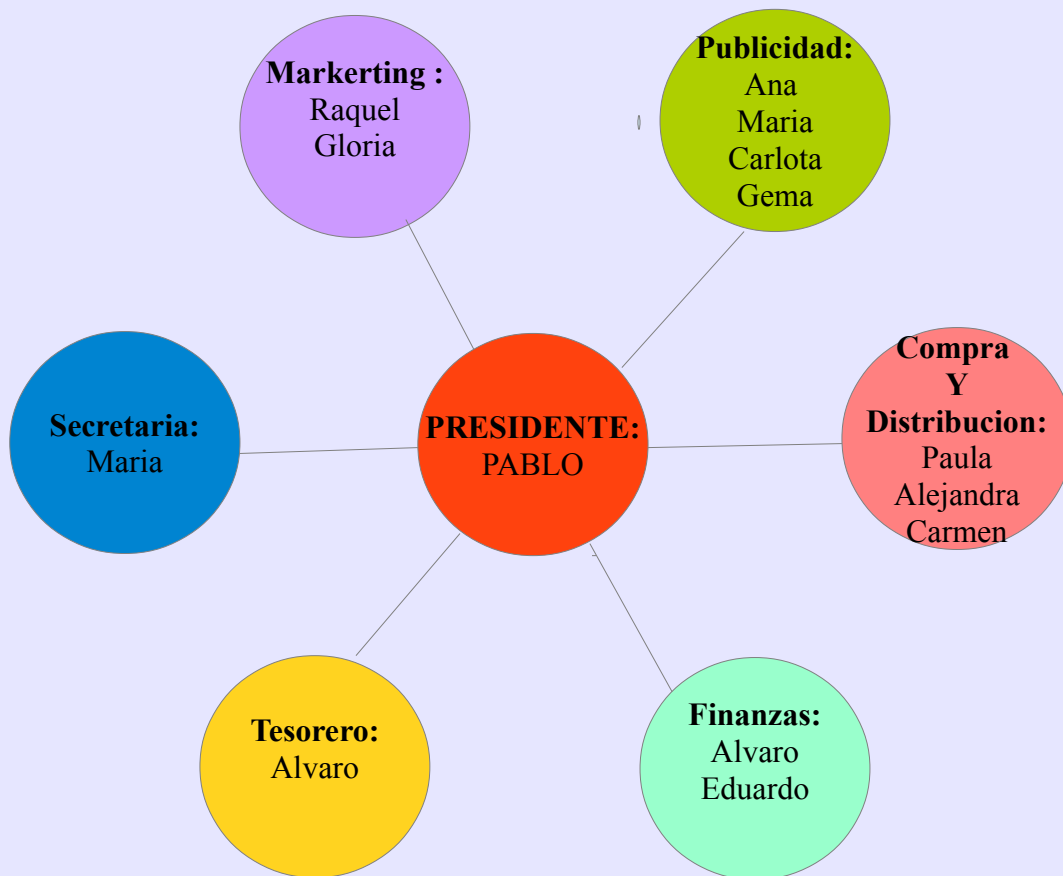 Markerting :
Raquel
Gloria
Publicidad:
Ana
Maria
Carlota
Gema
Secretaria:
Maria
PRESIDENTE:
PABLO
Compra
Y
Distribucion:
Paula
Alejandra
Carmen
Tesorero:
Alvaro
Finanzas:
Alvaro
Eduardo